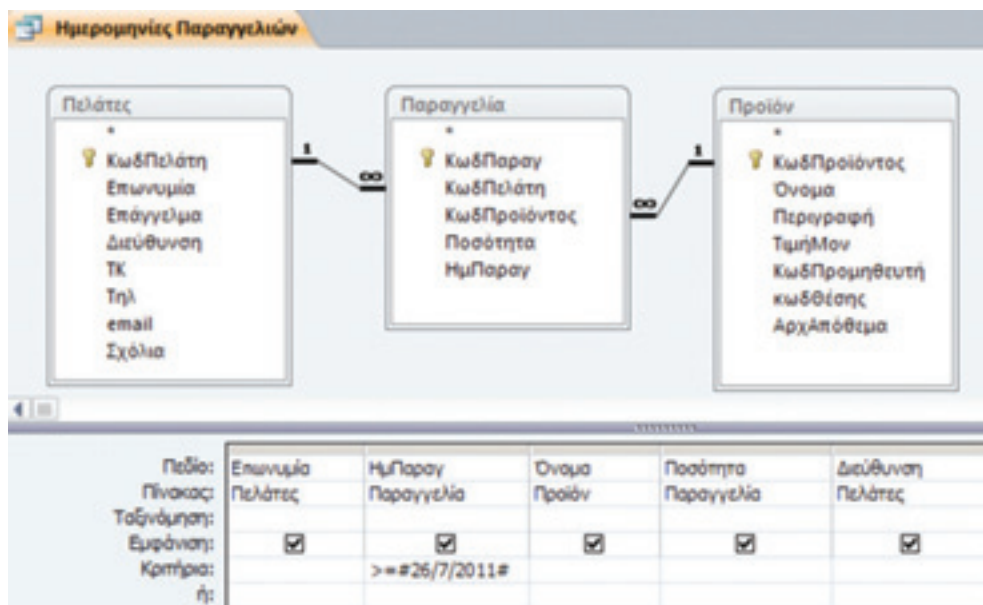 Ημερομηνίες Παραγγελιών
Πελάτες
*
ΚωδΠελάτη
Επωνυμία
Επάγγελμα
Διεύθυνση
ΤΚ
Τηλ
email
Σχόλια
1
∞
Παραγγελία
*
ΚωδΠαραγ
ΚωδΠελάτη
ΚωδΠροϊόντος
Ποσότητα
ΗμΠαραγ
1
∞
Προϊόν
*
ΚωδΠροϊόντος
Όνομα
Περιγραφή
ΤιμήΜον
ΚωδΠρομηθευτή
κωδθέσης
ΑρχΑπόθεμα
Πεδίο: Επωνυμία ΗμΠαραγ Όνομα Ποσότητα Διεύθυνση
Πίνακας: Πελάτες Παραγγελία Προϊόν Παραγγελία Πελάτες
Ταξινόμηση:
Εμφάνιση:
Κριτήρια: >=#26/7/2011#
ή: